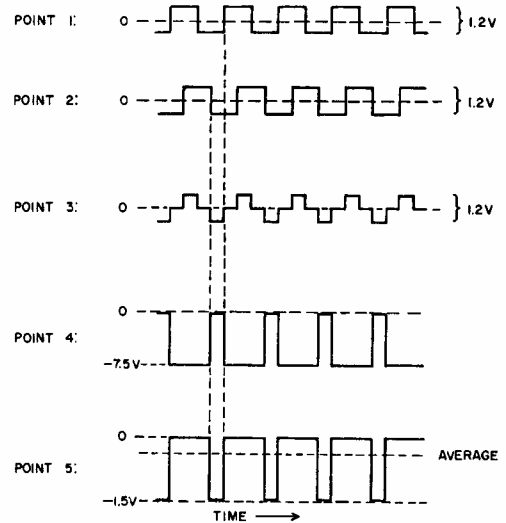 POINT 1: 0 } 1.2V
POINT 2: 0 } 1.2V
POINT 3: 0 } 1.2V
0
POINT 4:
-7.5V
0
AVERAGE
POINT 5:
-1.5V
TIME →